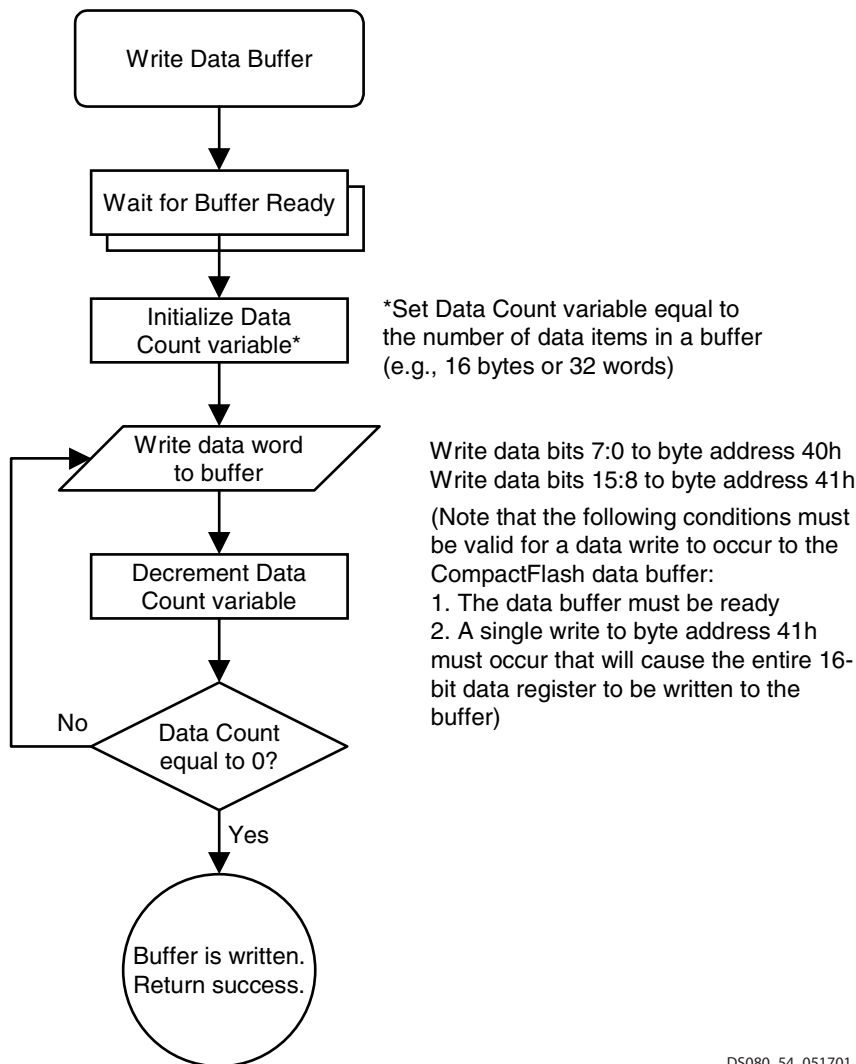 Write Data Buffer
Wait for Buffer Ready
Initialize Data
Count variable*
*Set Data Count variable equal to
the number of data items in a buffer
(e.g., 16 bytes or 32 words)
Write data word
to buffer
Write data bits 7:0 to byte address 40h
Write data bits 15:8 to byte address 41h
(Note that the following conditions must
be valid for a data write to occur to the
CompactFlash data buffer:
1. The data buffer must be ready
2. A single write to byte address 41h
must occur that will cause the entire 16-
bit data register to be written to the
buffer)
Decrement Data
Count variable
No
Data Count
equal to 0?
Yes
Buffer is written.
Return success.
DS080_54_051701